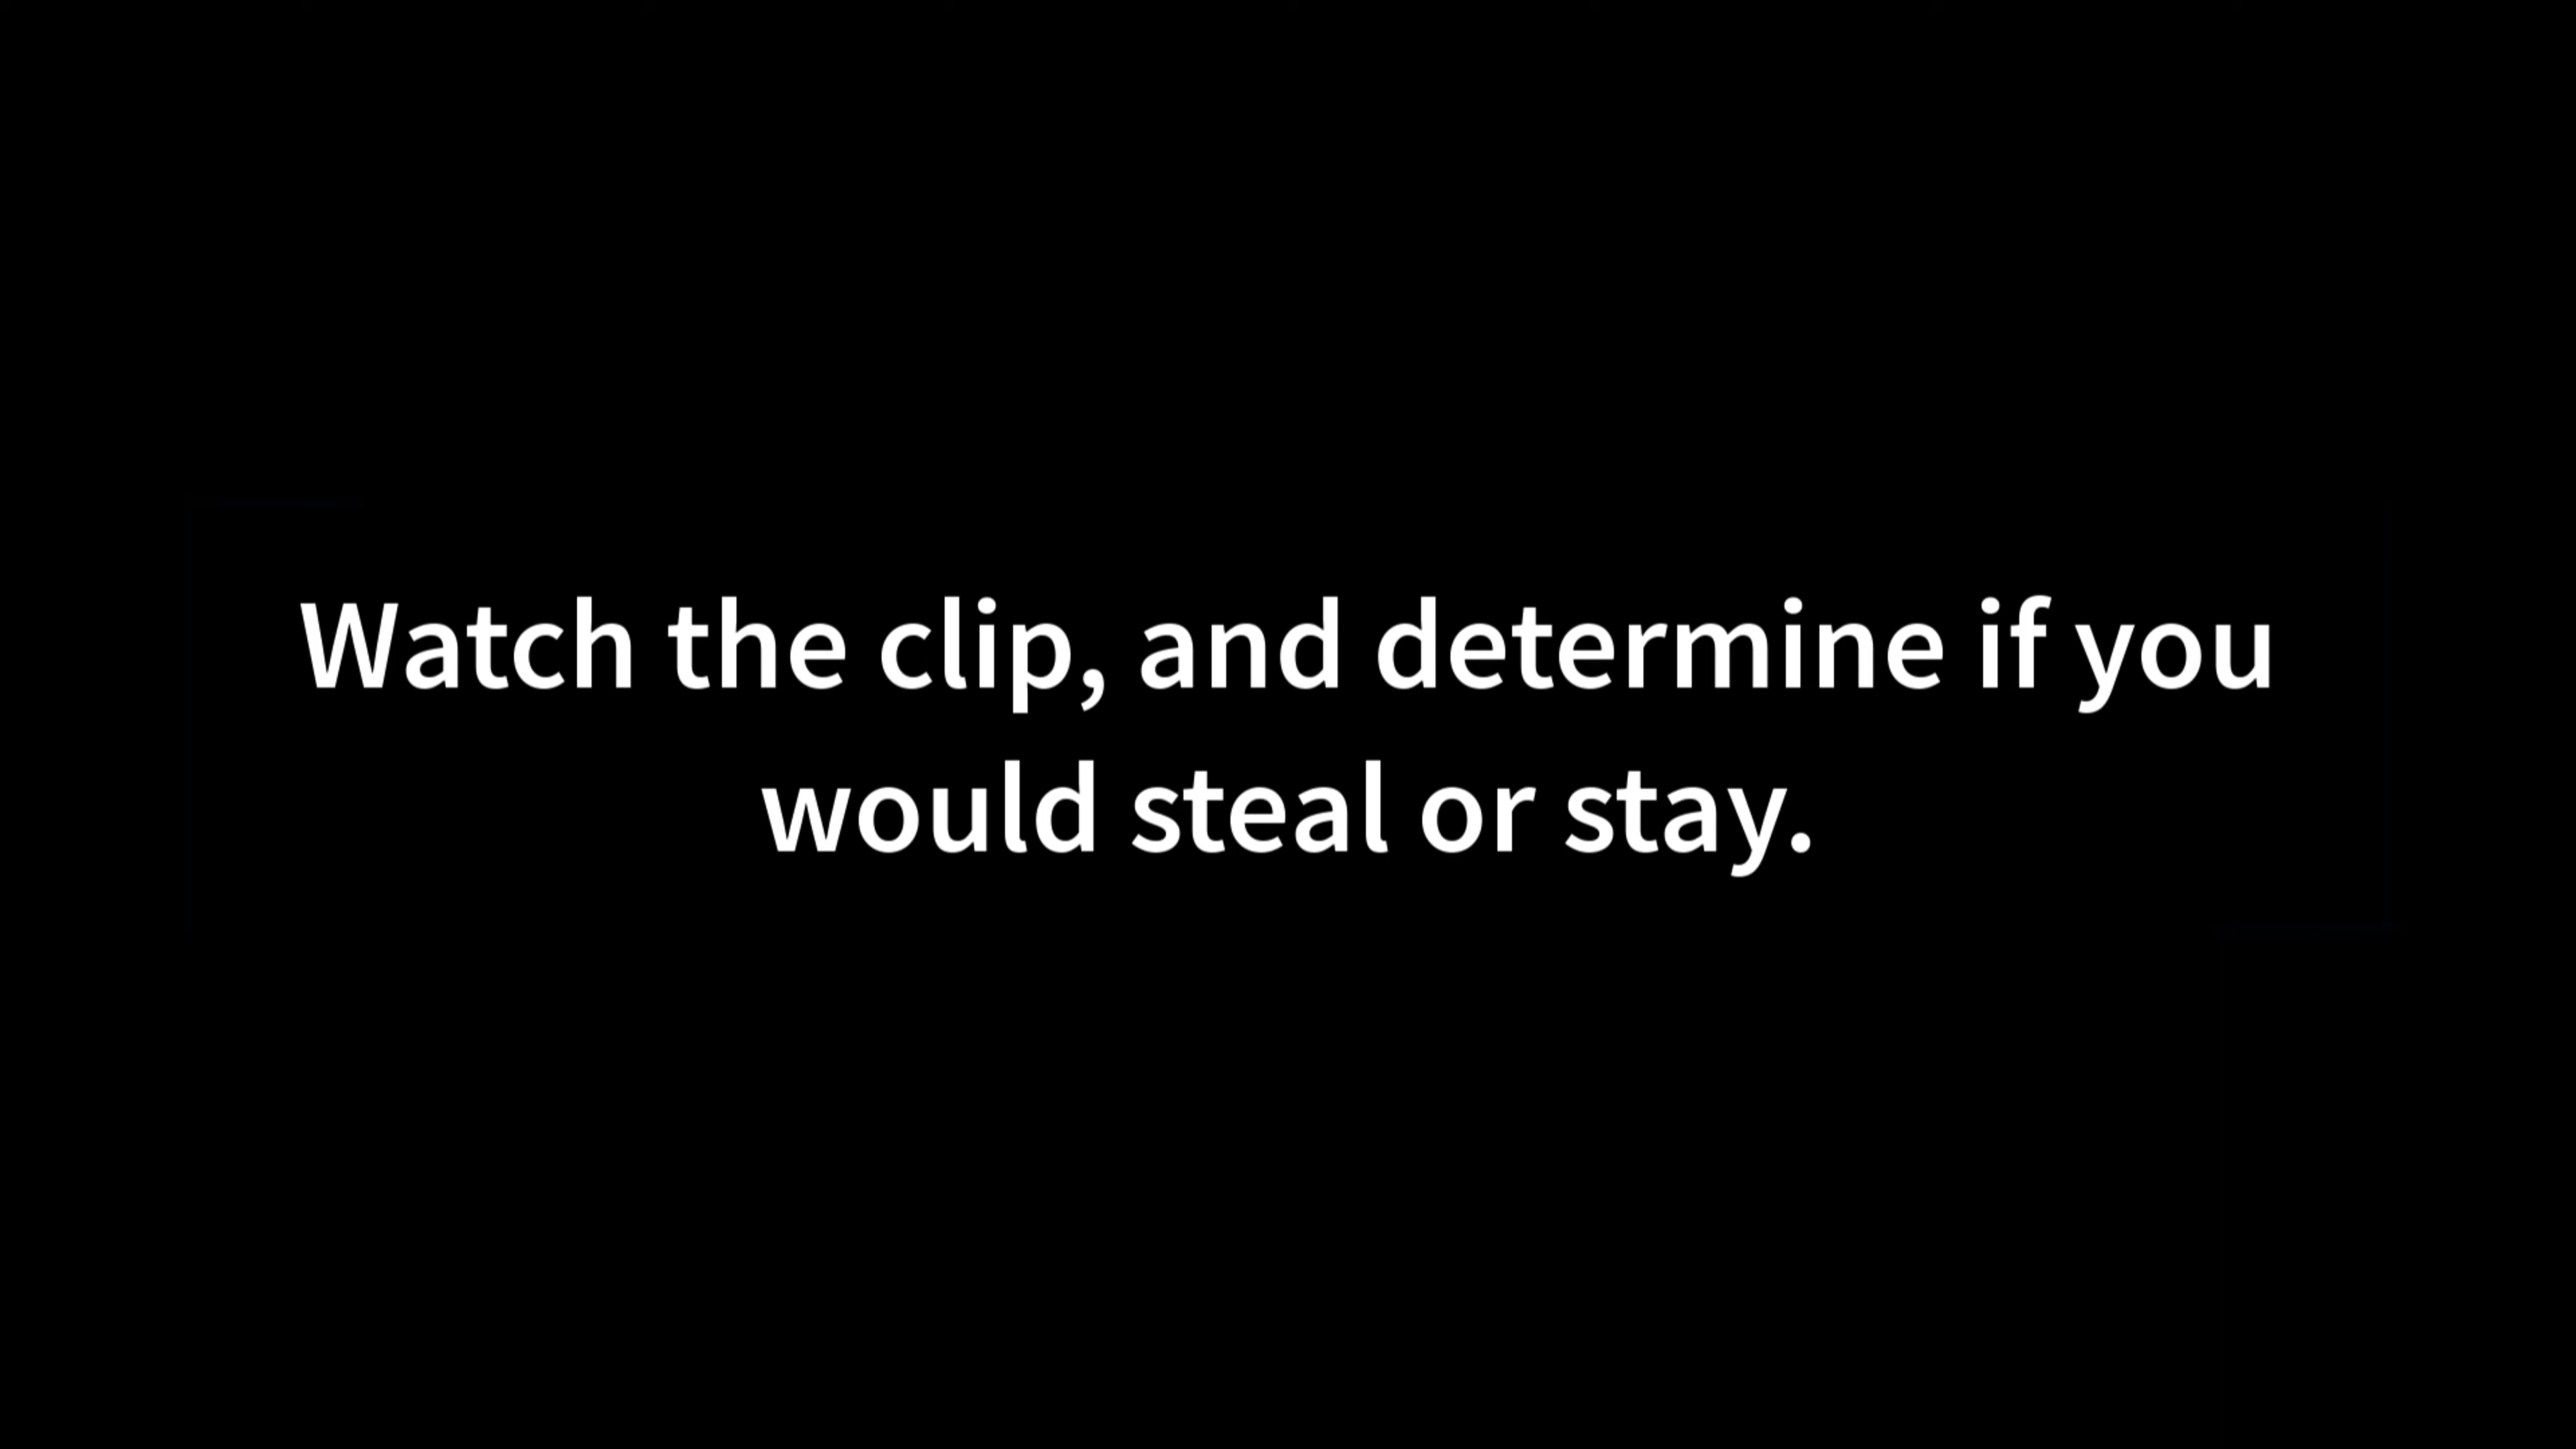 Watch the clip, and determine if you
would steal or stay.